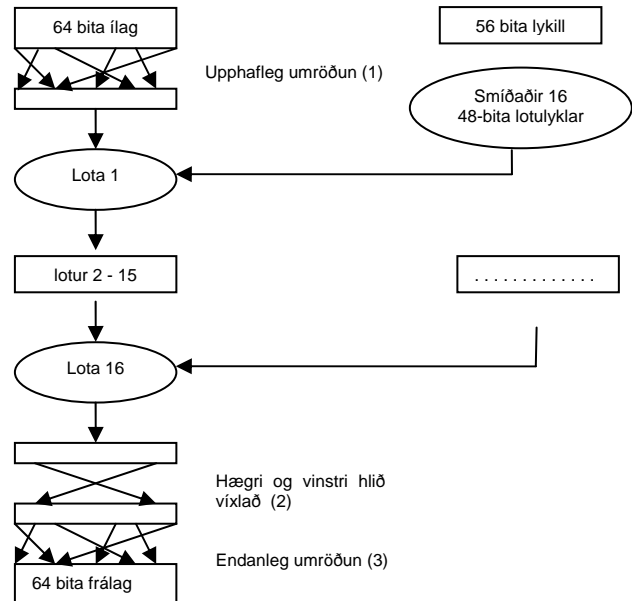 64 bita ílag
56 bita lykill
Upphafleg umröðun (1)
Smíðaðir 16
48-bita lotulyklar
Lota 1
lotur 2 - 15
. . . . . . . . . . . . .
Lota 16
Hægri og vinstri hlið
víxlað (2)
Endanleg umröðun (3)
64 bita frálag